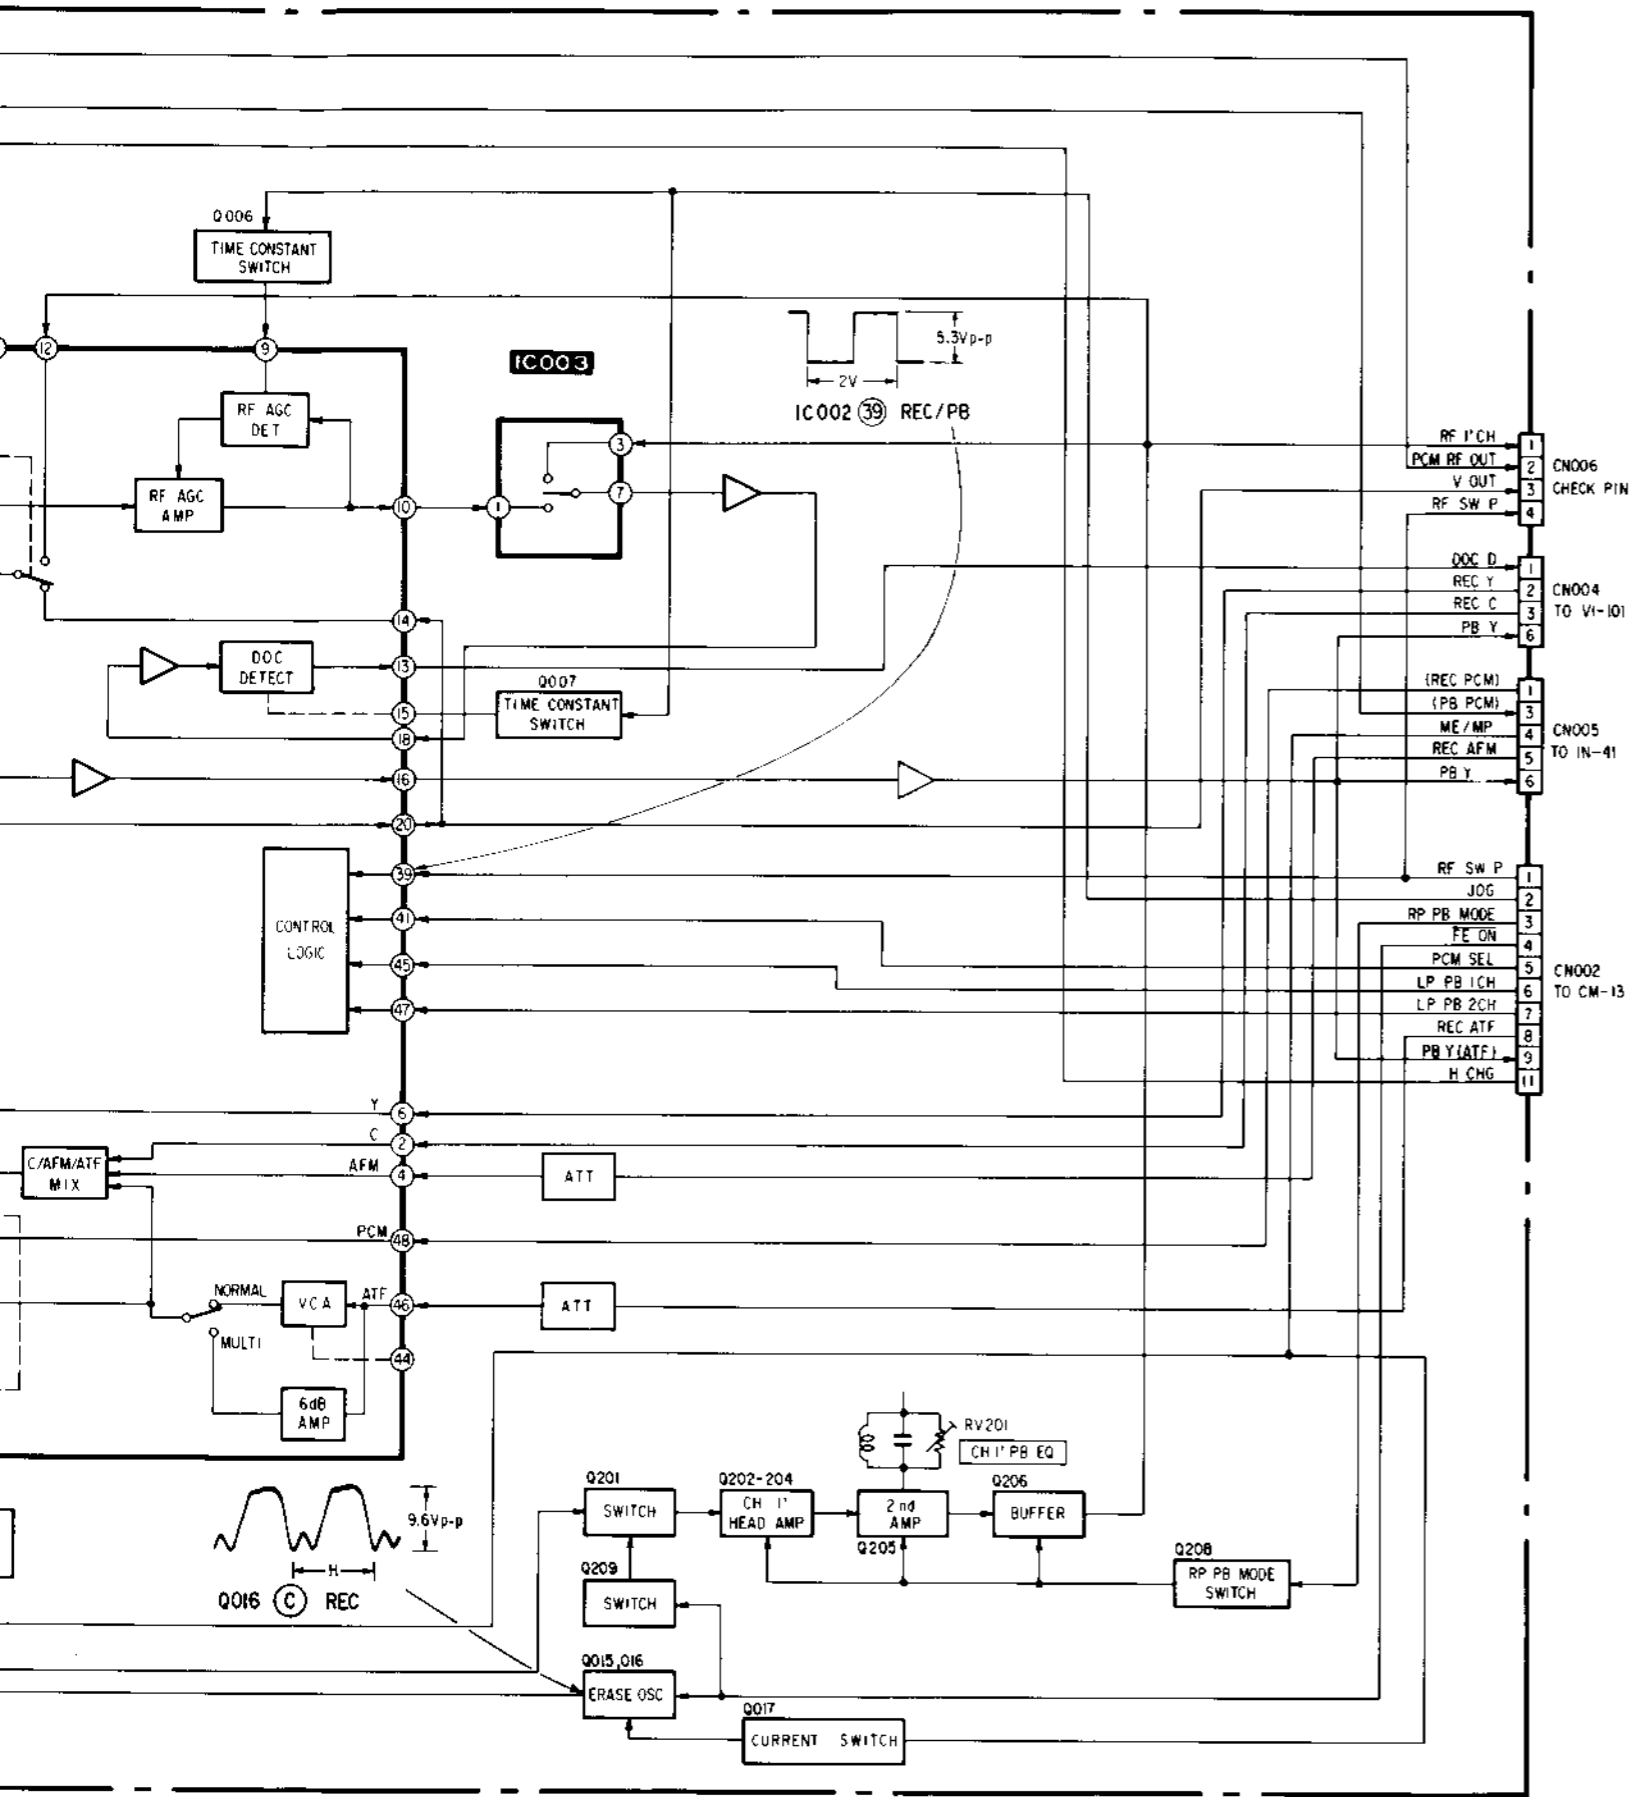 Q006
TIME CONSTANT
SWITCH
12
9
IC003
5.3Vp-p
2V
IC002 39 REC/PB
RF AGC
DET
RF AGC
AMP
10
1
3
7
RF 1'CH
1
PCM RF OUT
2
V OUT
3
RF SW P
4
CN006
CHECK PIN
DOC D
1
REC Y
2
REC C
3
PB Y
6
CN004
TO VI-101
14
DOC
DETECT
13
Q007
TIME CONSTANT
SWITCH
15
18
(REC PCM)
1
(PB PCM)
3
ME/MP
4
REC AFM
5
PB Y
6
CN005
TO IN-41
16
20
39
CONTROL
LOGIC
41
45
47
RF SW P
1
JOG
2
RP PB MODE
3
FE ON
4
PCM SEL
5
LP PB 1CH
6
LP PB 2CH
7
REC ATF
8
PB Y(ATF)
9
H CHG
11
CN002
TO CM-13
Y
6
C
2
C/AFM/ATF
MIX
AFM
4
ATT
PCM
48
NORMAL
VCA
ATF
46
ATT
MULTI
44
6dB
AMP
RV201
CH 1' PB EQ
9.6Vp-p
H
Q016 C REC
Q201
SWITCH
Q202-204
CH 1'
HEAD AMP
2nd
AMP
Q205
Q206
BUFFER
Q209
SWITCH
Q208
RP PB MODE
SWITCH
Q015,016
ERASE OSC
Q017
CURRENT SWITCH